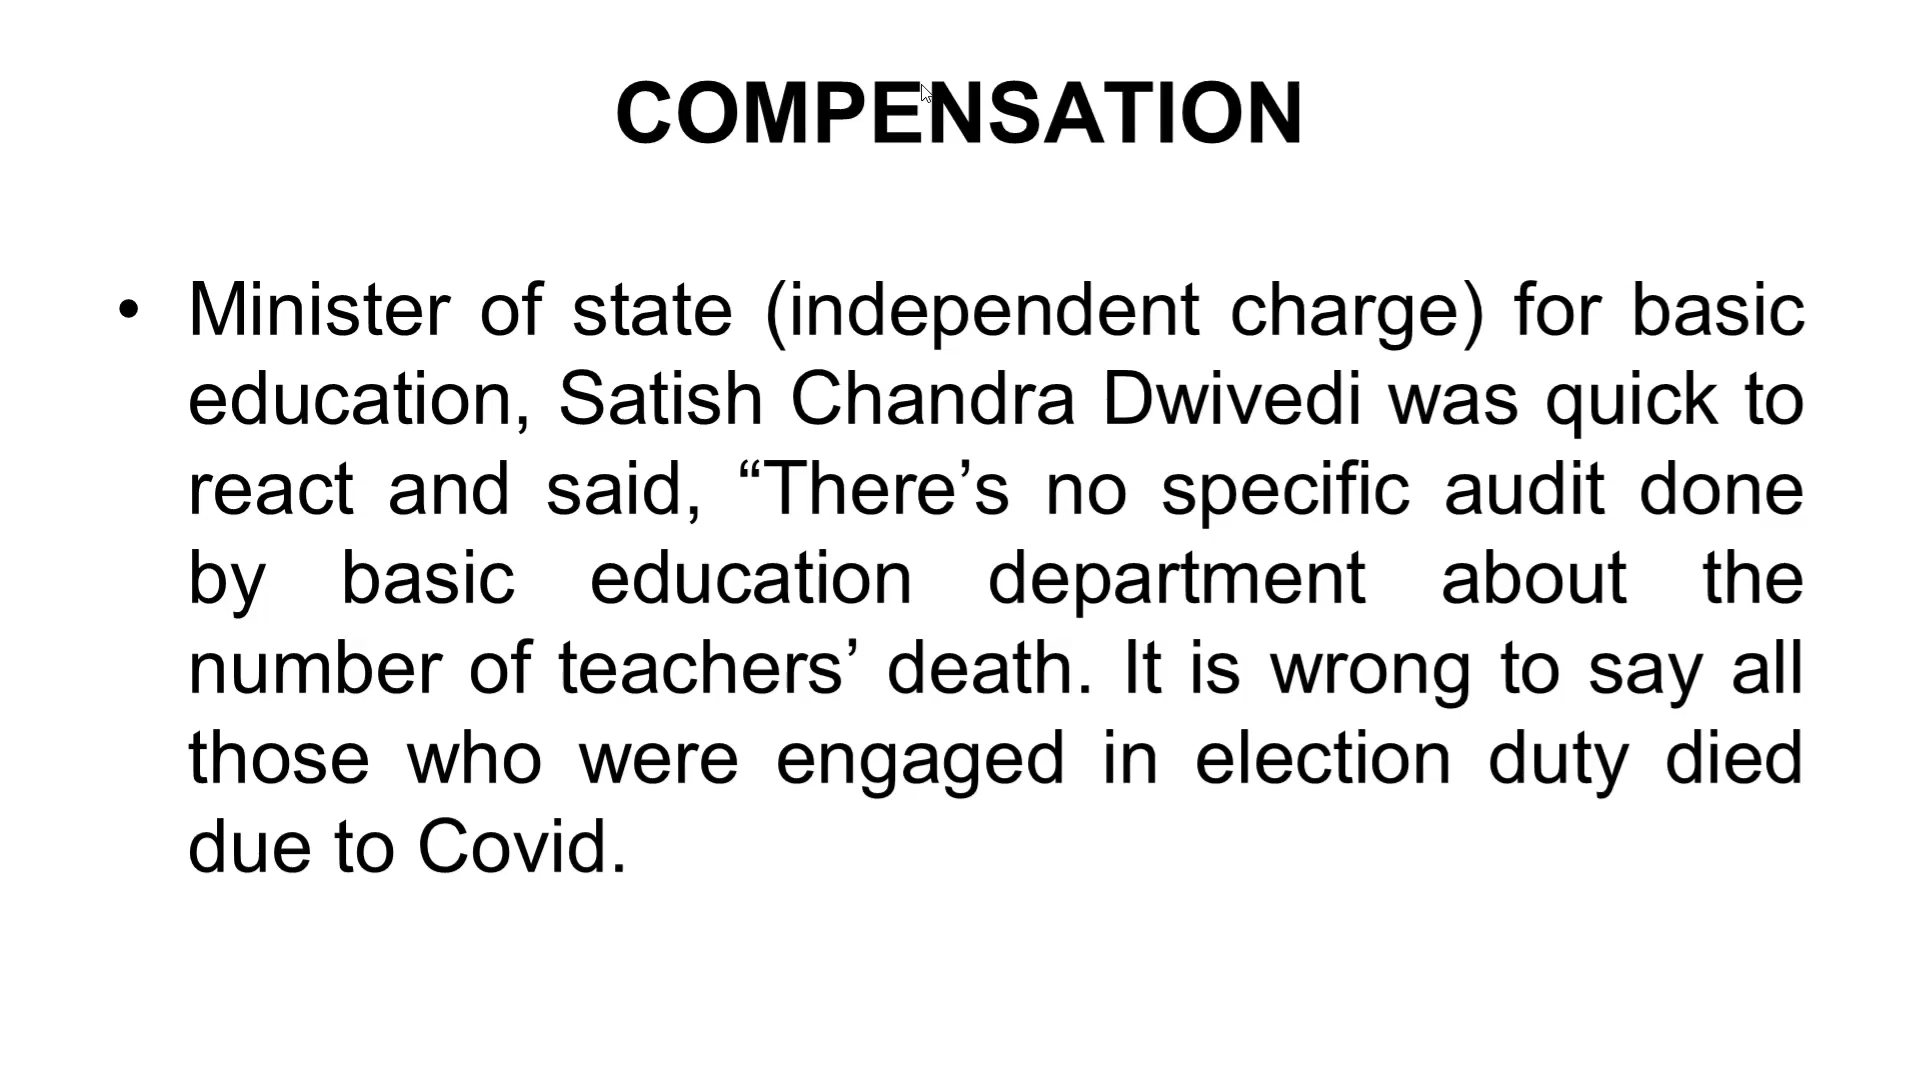 COMPENSATION
• Minister of state (independent charge) for basic
education, Satish Chandra Dwivedi was quick to
react and said, “There’s no specific audit done
by basic education department about the
number of teachers’ death. It is wrong to say all
those who were engaged in election duty died
due to Covid.